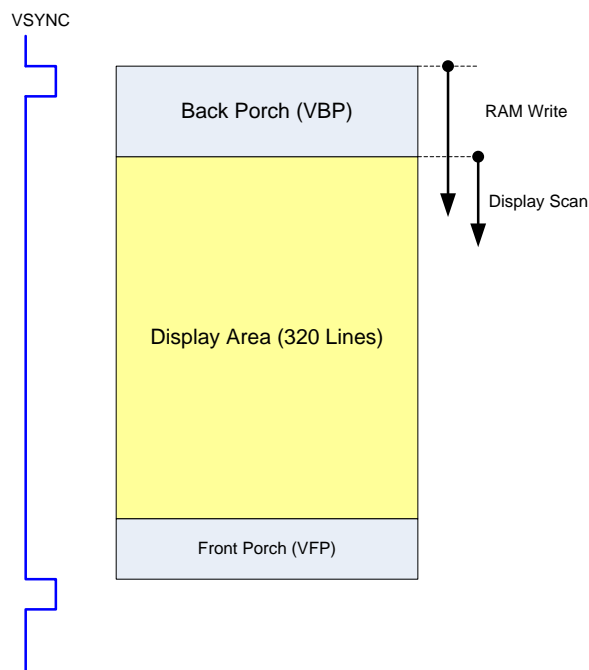 VSYNC
Back Porch (VBP)
RAM Write
Display Scan
Display Area (320 Lines)
Front Porch (VFP)